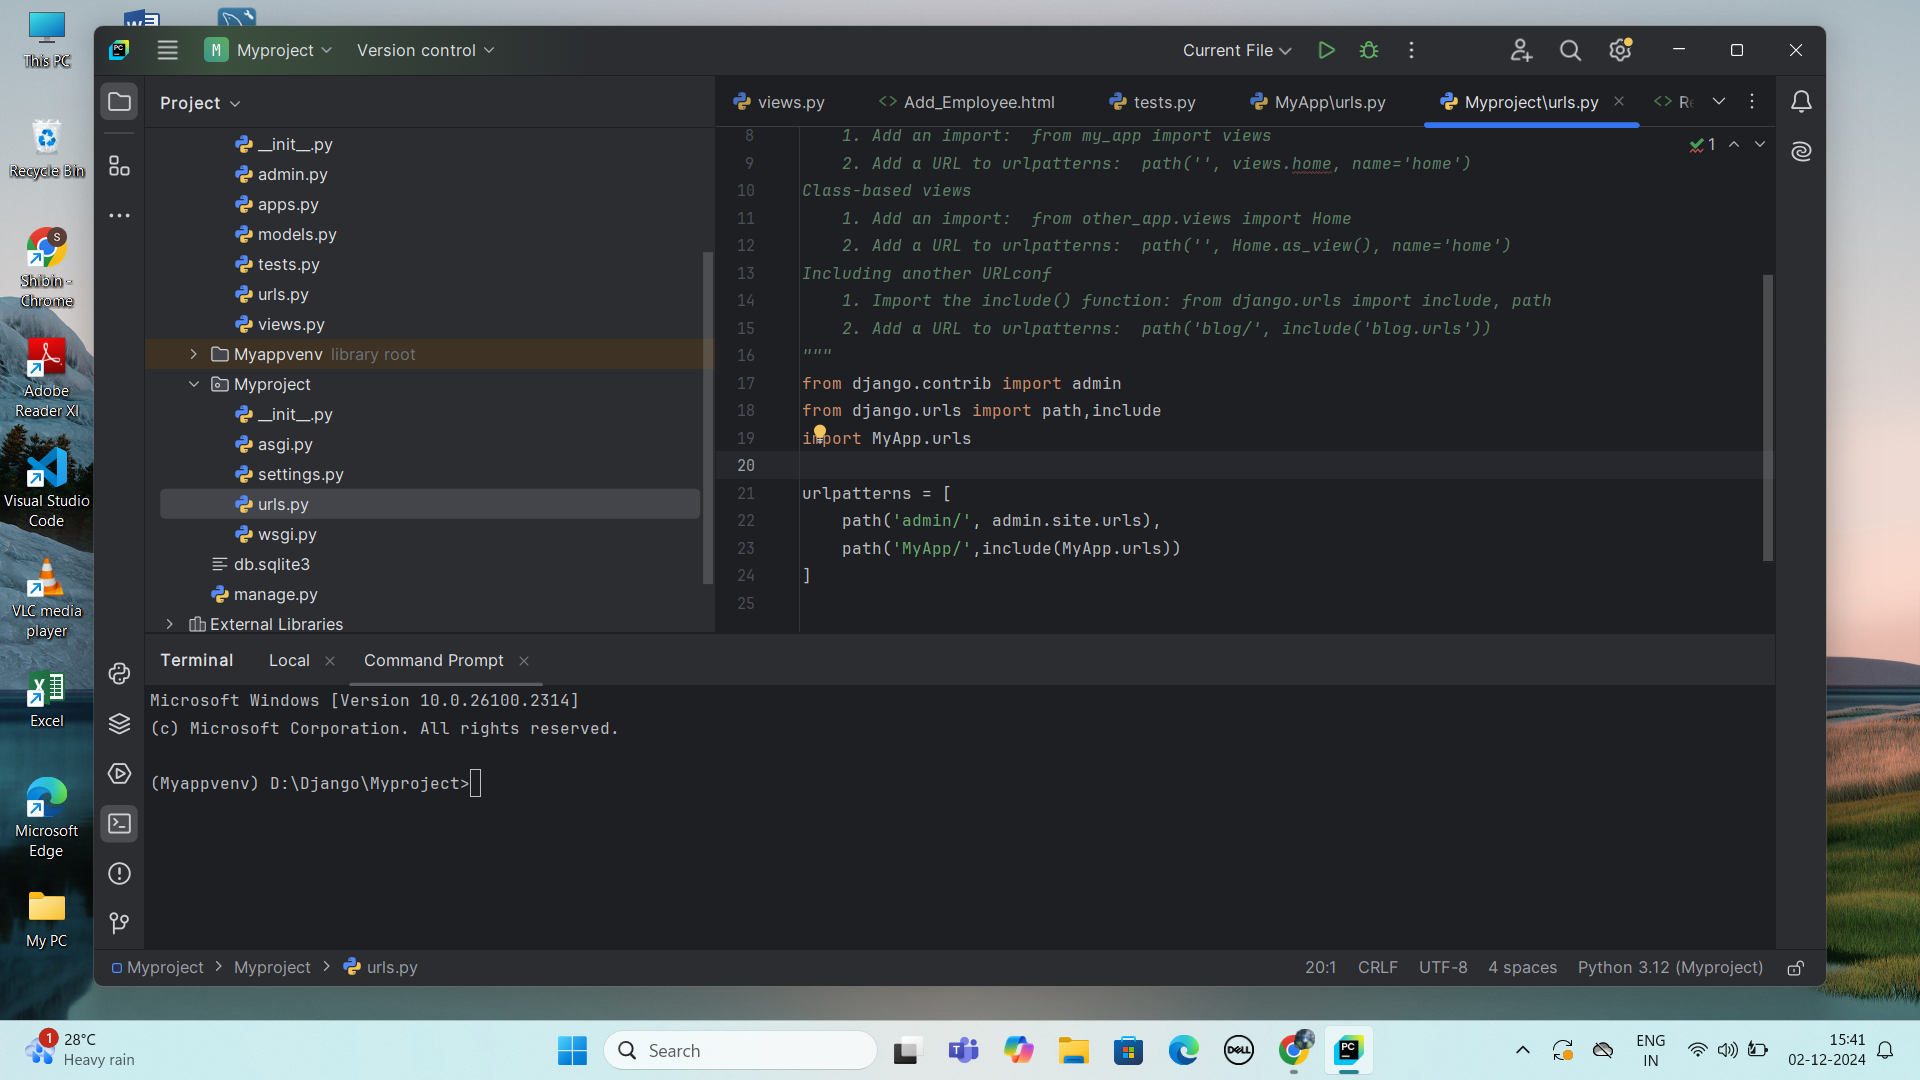 This PC
Recycle Bin
Shibin -
Chrome
Adobe
Reader XI
Visual Studio
Code
VLC media
player
Excel
Microsoft
Edge
My PC
M Myproject
Version control
Current File
Project
__init__.py
admin.py
apps.py
models.py
tests.py
urls.py
views.py
Myappvenv library root
Myproject
__init__.py
asgi.py
settings.py
urls.py
wsgi.py
db.sqlite3
manage.py
External Libraries
views.py
Add_Employee.html
tests.py
MyApp\urls.py
Myproject\urls.py
1
8 1. Add an import: from my_app import views
9 2. Add a URL to urlpatterns: path('', views.home, name='home')
10 Class-based views
11 1. Add an import: from other_app.views import Home
12 2. Add a URL to urlpatterns: path('', Home.as_view(), name='home')
13 Including another URLconf
14 1. Import the include() function: from django.urls import include, path
15 2. Add a URL to urlpatterns: path('blog/', include('blog.urls'))
16 """
17 from django.contrib import admin
18 from django.urls import path,include
19 import MyApp.urls
20
21 urlpatterns = [
22 path('admin/', admin.site.urls),
23 path('MyApp/',include(MyApp.urls))
24 ]
25
Terminal
Local
Command Prompt
Microsoft Windows [Version 10.0.26100.2314]
(c) Microsoft Corporation. All rights reserved.
(Myappvenv) D:\Django\Myproject>
Myproject > Myproject > urls.py
20:1 CRLF UTF-8 4 spaces Python 3.12 (Myproject)
1
28°C
Heavy rain
Search
DELL
PC
ENG
IN
15:41
02-12-2024